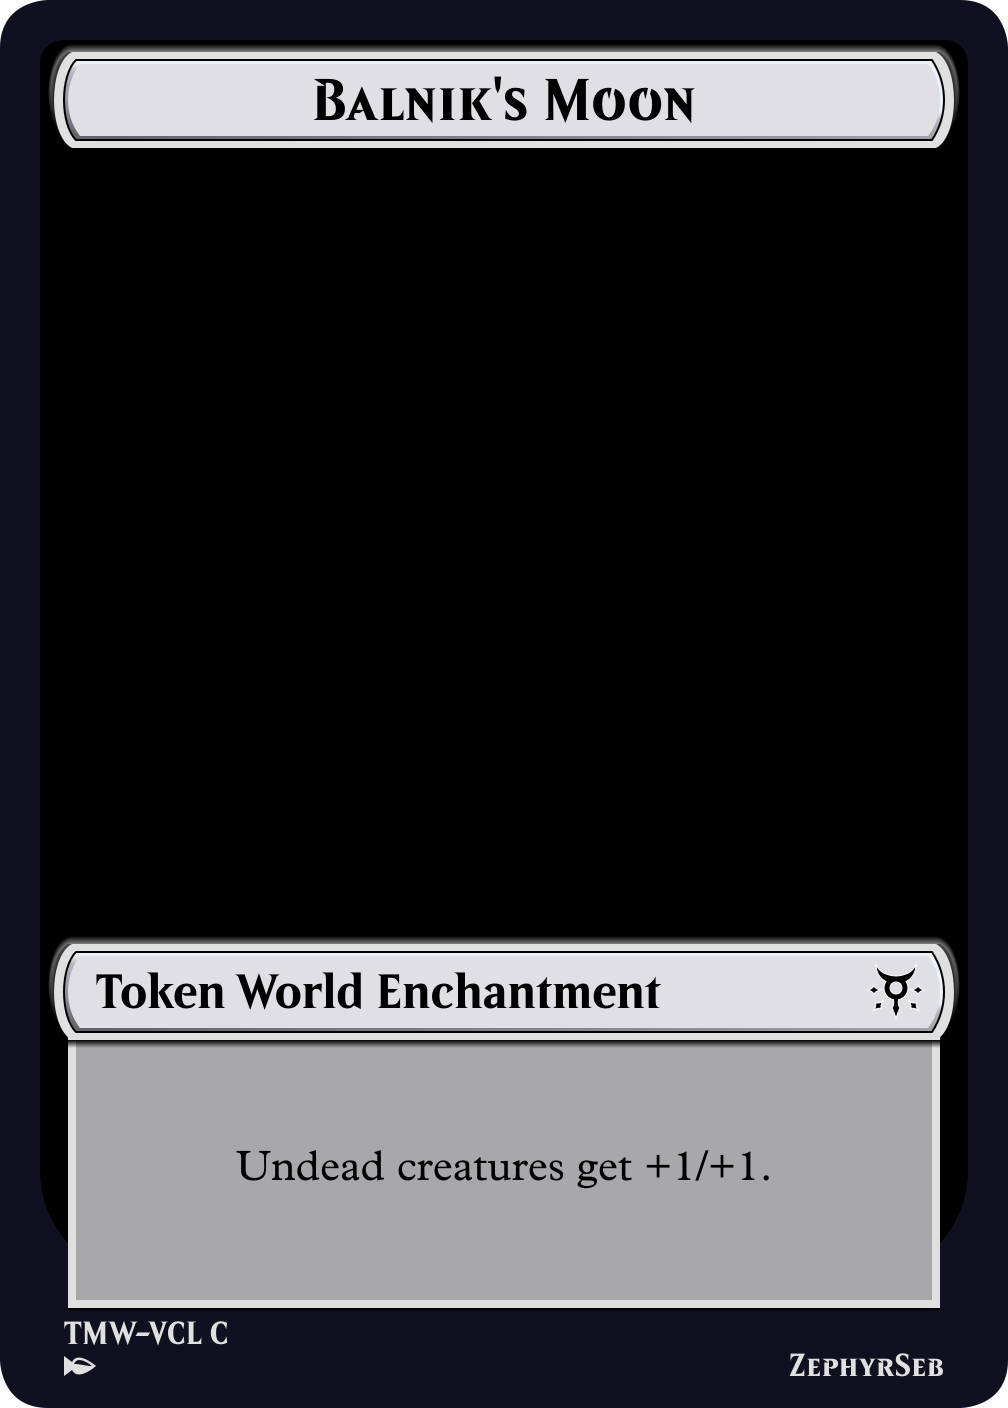 Balnik's Moon
Token World Enchantment
Undead creatures get +1/+1.
TMW-VCL C
ZephyrSeb